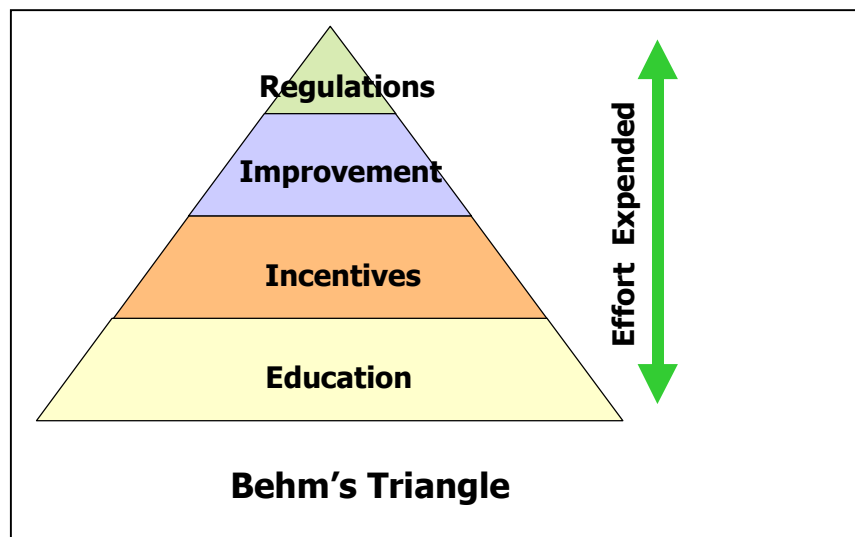 Regulations
Improvement
Incentives
Education
Effort Expended
Behm's Triangle